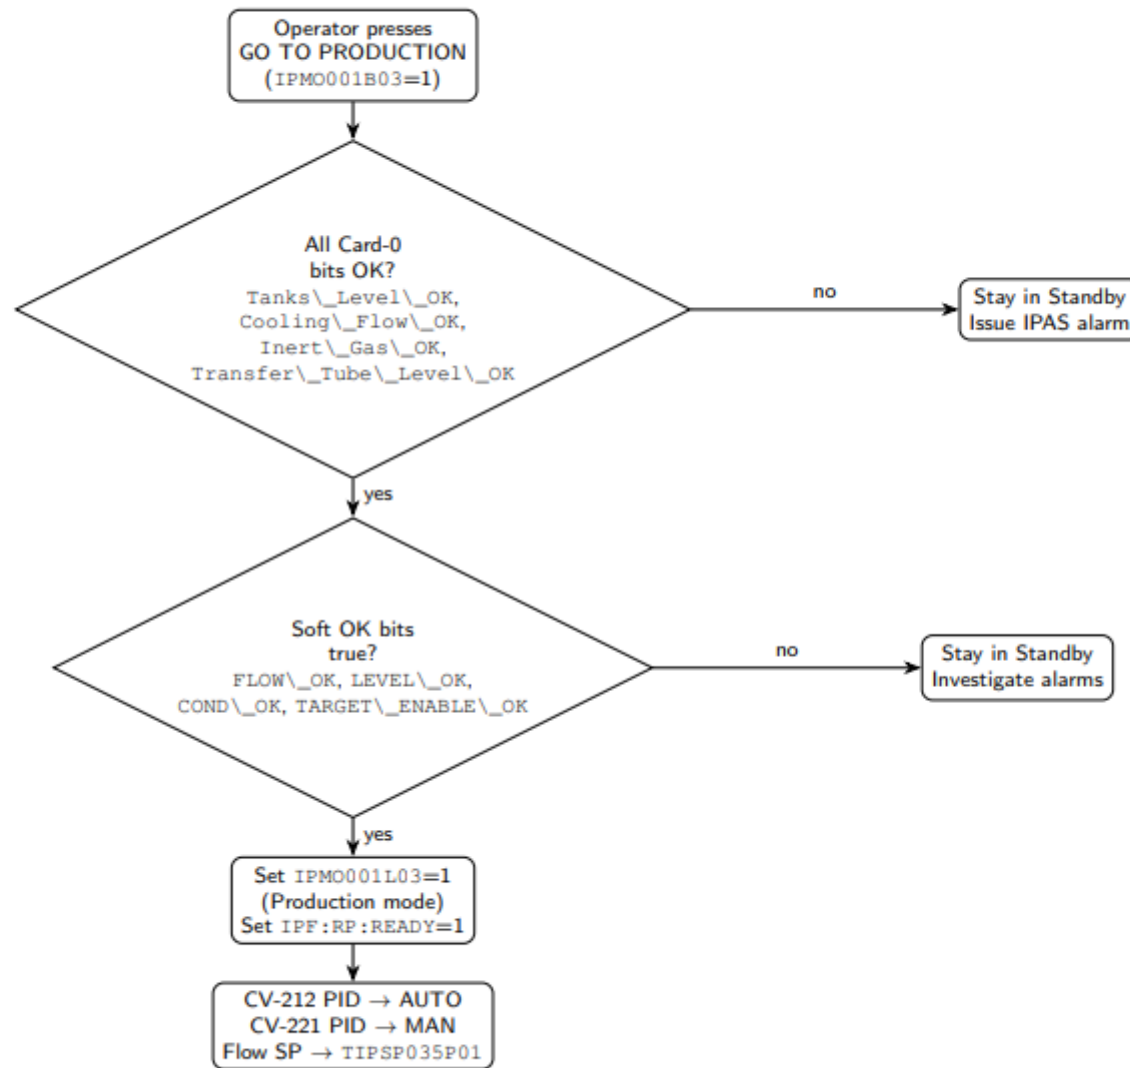 Operator presses
GO TO PRODUCTION
(IPMO001B03=1)
All Card-0
bits OK?
Tanks\_Level\_OK,
Cooling\_Flow\_OK,
Inert\_Gas\_OK,
Transfer\_Tube\_Level\_OK
no
Stay in Standby
Issue IPAS alarm
yes
Soft OK bits
true?
FLOW\_OK, LEVEL\_OK,
COND\_OK, TARGET\_ENABLE\_OK
no
Stay in Standby
Investigate alarms
yes
Set IPMO001L03=1
(Production mode)
Set IPF:RP:READY=1
CV-212 PID → AUTO
CV-221 PID → MAN
Flow SP → TIPSP035P01